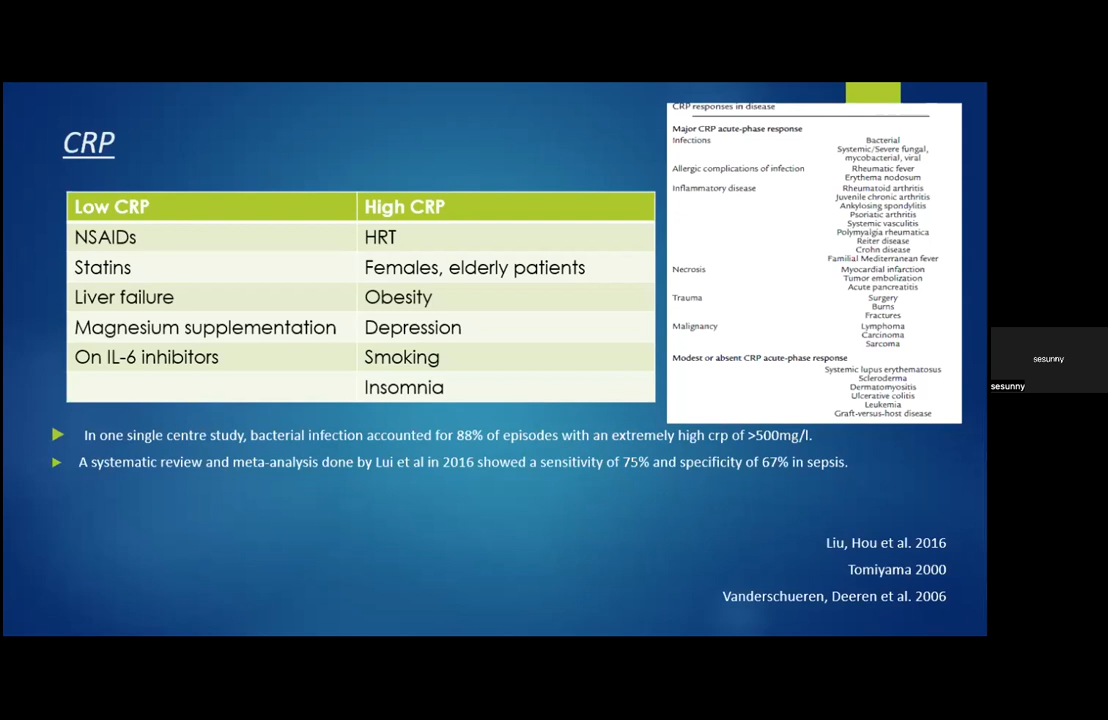 CRP
Low CRP High CRP
NSAIDs HRT
Statins Females, elderly patients
Liver failure Obesity
Magnesium supplementation Depression
On IL-6 inhibitors Smoking
Insomnia
CRP responses in disease
Major CRP acute-phase response
Infections Bacterial
Systemic/Severe fungal,
mycobacterial, viral
Allergic complications of infection Rheumatic fever
Erythema nodosum
Inflammatory disease Rheumatoid arthritis
Juvenile chronic arthritis
Ankylosing spondylitis
Psoriatic arthritis
Systemic vasculitis
Polymyalgia rheumatica
Reiter disease
Crohn disease
Familial Mediterranean fever
Necrosis Myocardial infarction
Tumor embolization
Acute pancreatitis
Trauma Surgery
Burns
Fractures
Malignancy Lymphoma
Carcinoma
Sarcoma
Modest or absent CRP acute-phase response
Systemic lupus erythematosus
Scleroderma
Dermatomyositis
Ulcerative colitis
Leukemia
Graft-versus-host disease
In one single centre study, bacterial infection accounted for 88% of episodes with an extremely high crp of >500mg/l.
A systematic review and meta-analysis done by Lui et al in 2016 showed a sensitivity of 75% and specificity of 67% in sepsis.
Liu, Hou et al. 2016
Tomiyama 2000
Vanderschueren, Deeren et al. 2006
sesunny
sesunny